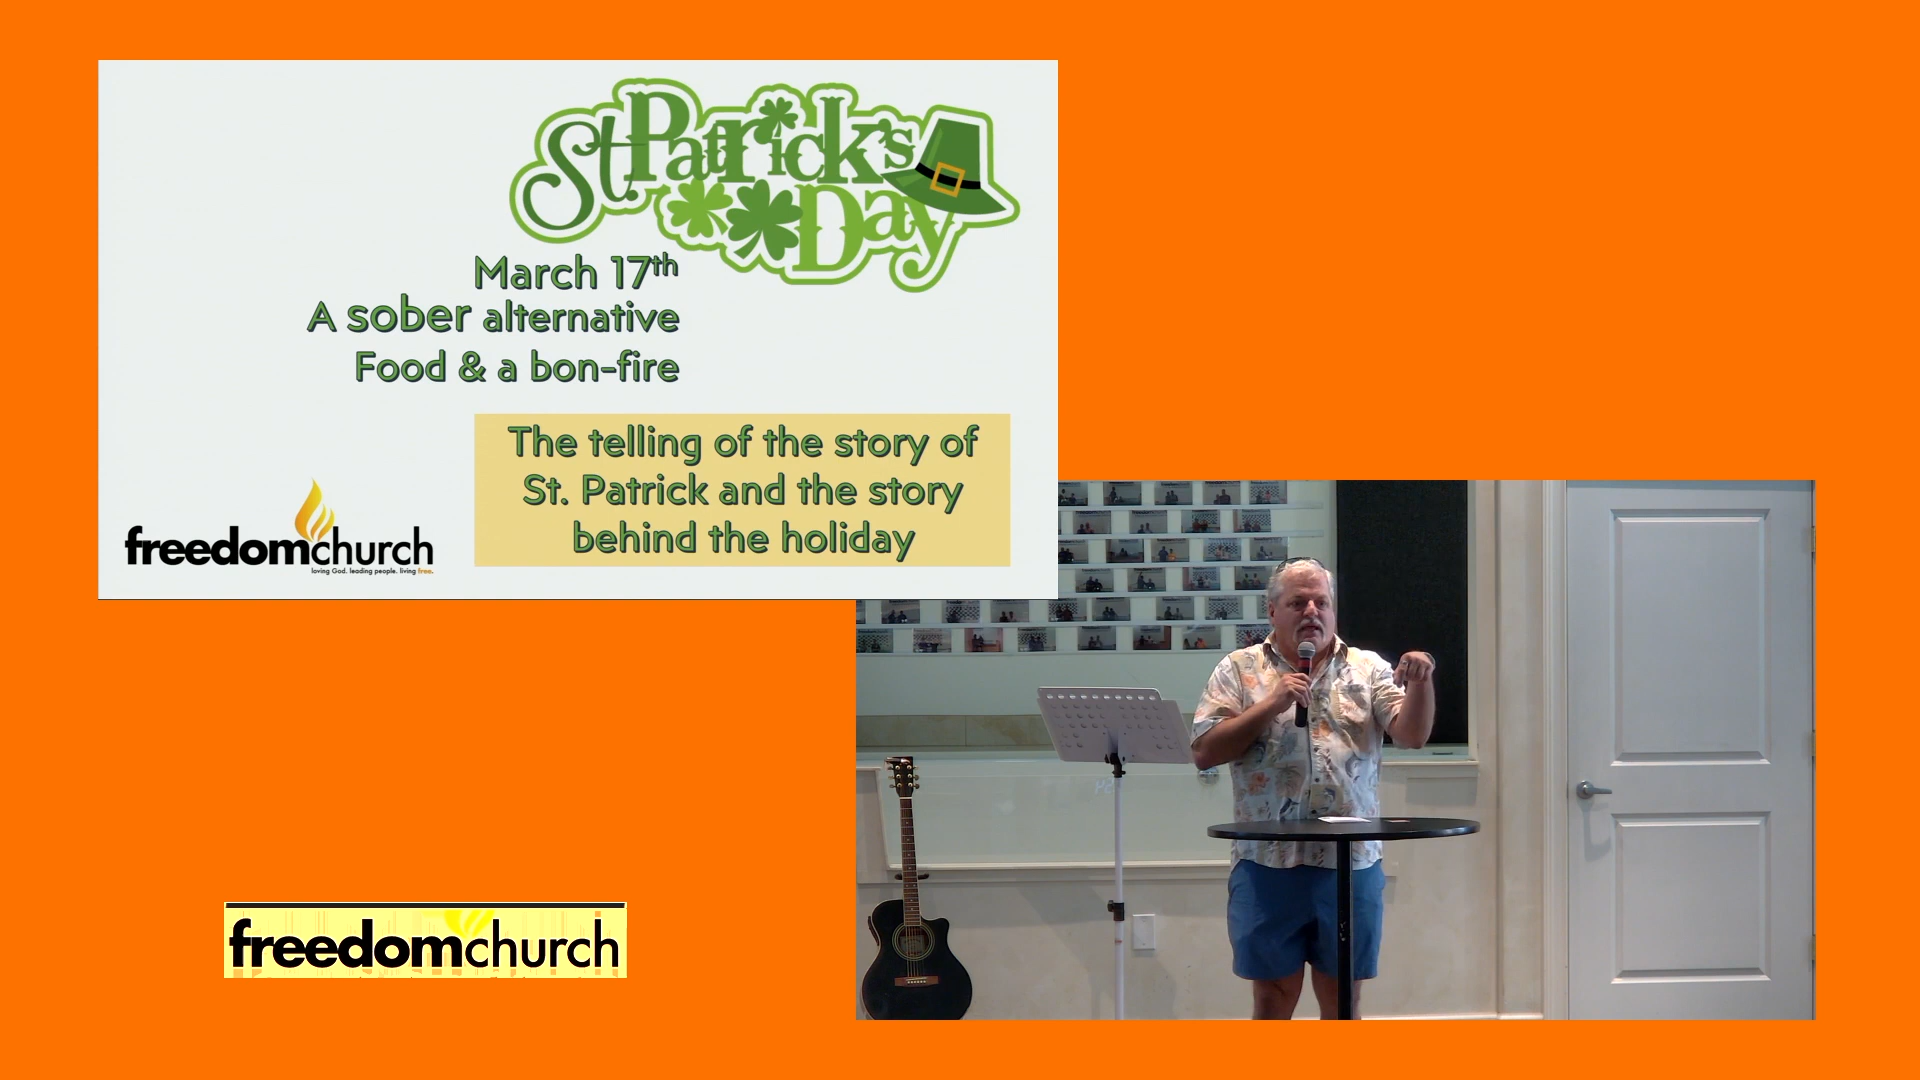 St Patrick's
Day
March 17th
A sober alternative
Food & a bon-fire
The telling of the story of
St. Patrick and the story
behind the holiday
freedomchurch
loving God. leading people. living free.
freedomchurch